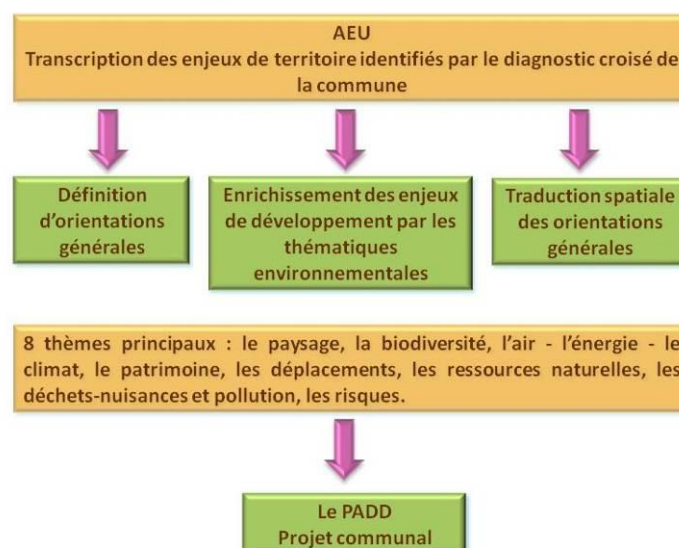 AEU
Transcription des enjeux de territoire identifiés par le diagnostic croisé de
la commune
Définition
d'orientations
générales
Enrichissement des enjeux
de développement par les
thématiques
environnementales
Traduction spatiale
des orientations
générales
8 thèmes principaux : le paysage, la biodiversité, l'air - l'énergie - le
climat, le patrimoine, les déplacements, les ressources naturelles, les
déchets-nuisances et pollution, les risques.
Le PADD
Projet communal